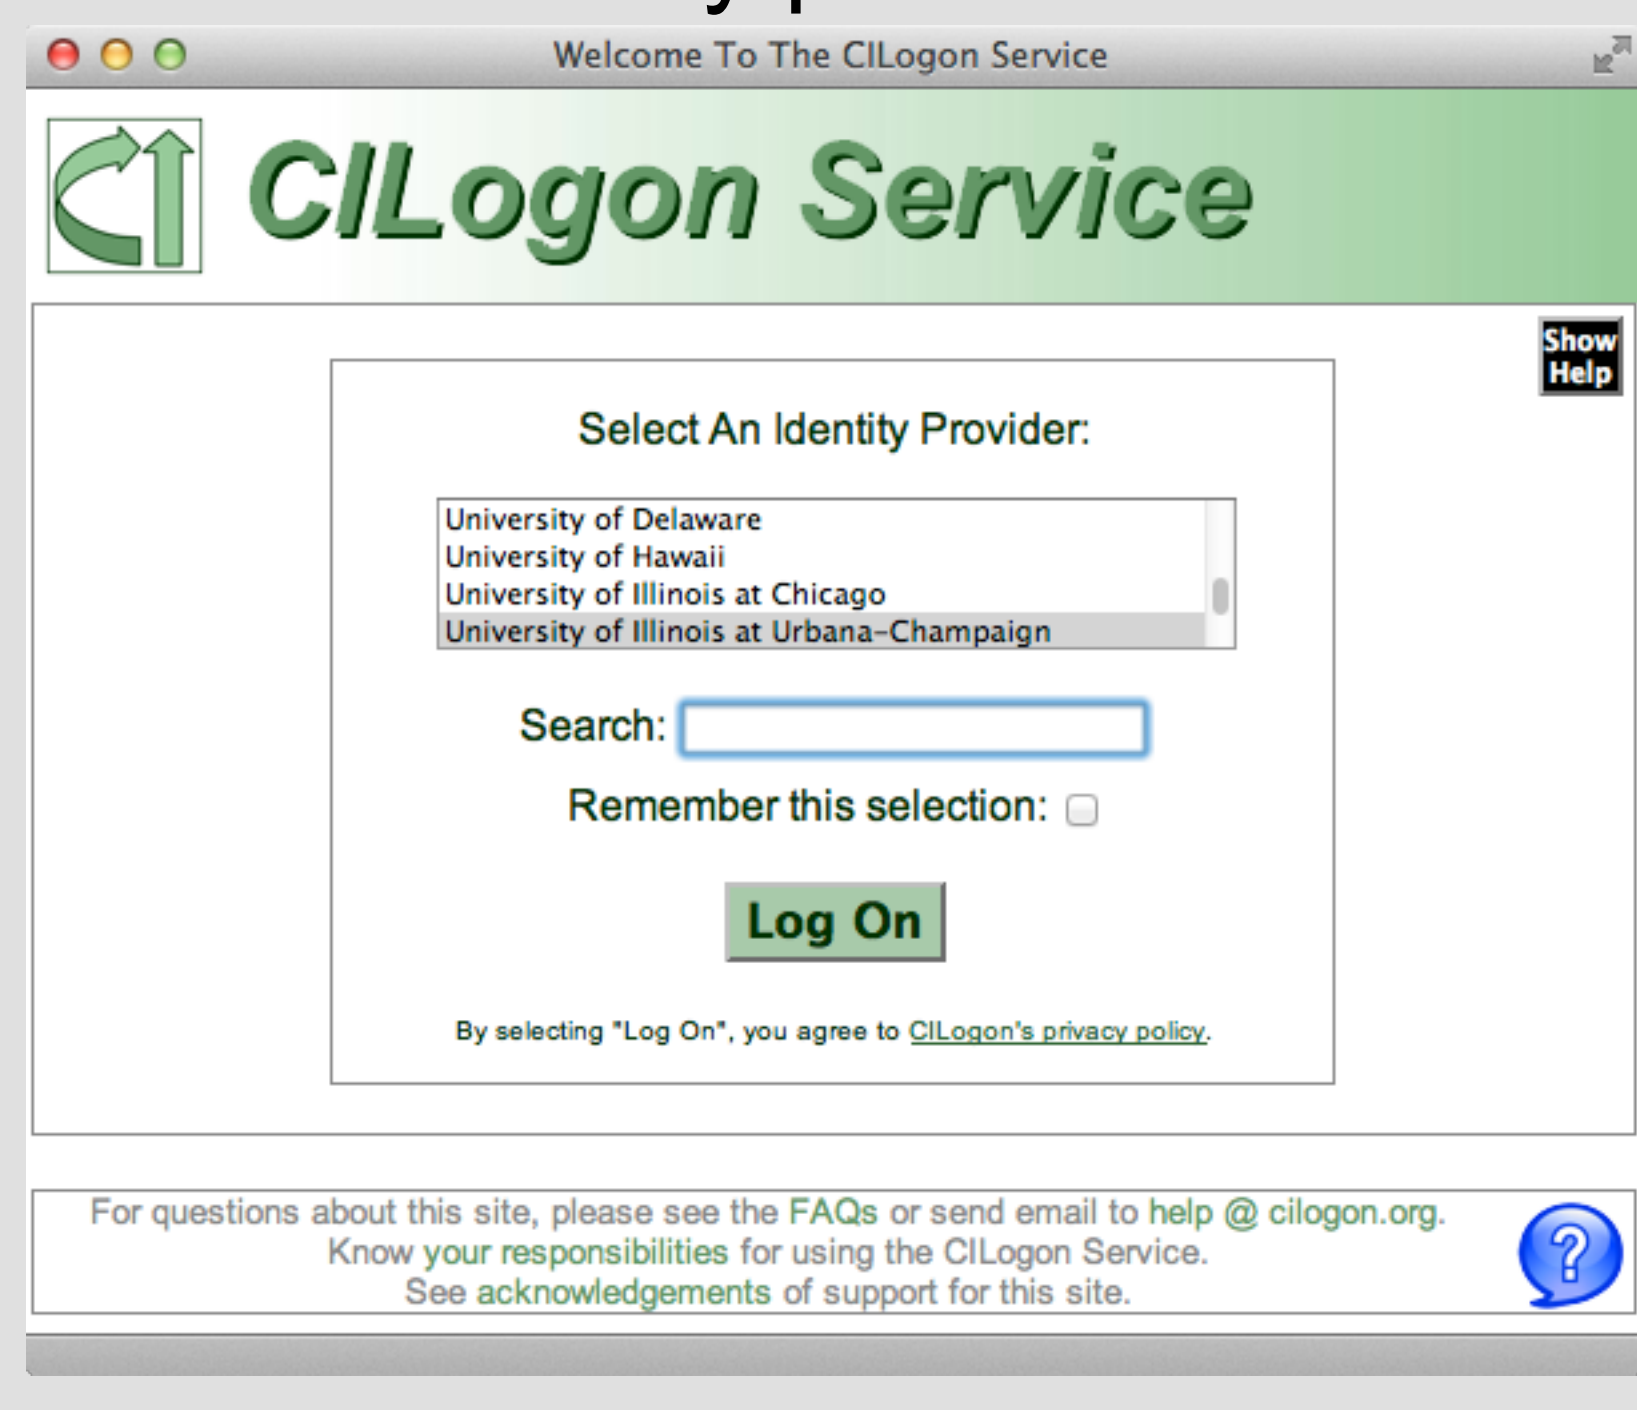 Welcome To The CILogon Service
CILogon Service
Show
Help
Select An Identity Provider:
University of Delaware
University of Hawaii
University of Illinois at Chicago
University of Illinois at Urbana-Champaign
Search:
Remember this selection:
Log On
By selecting "Log On", you agree to CILogon's privacy policy.
For questions about this site, please see the FAQs or send email to help @ cilogon.org.
Know your responsibilities for using the CILogon Service.
See acknowledgements of support for this site.
?